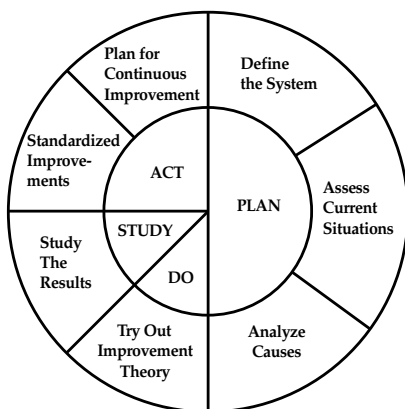 Plan for
Continuous
Improvement
Define
the System
Standardized
Improve-
ments
ACT
PLAN
Assess
Current
Situations
STUDY
Study
The
Results
DO
Try Out
Improvement
Theory
Analyze
Causes